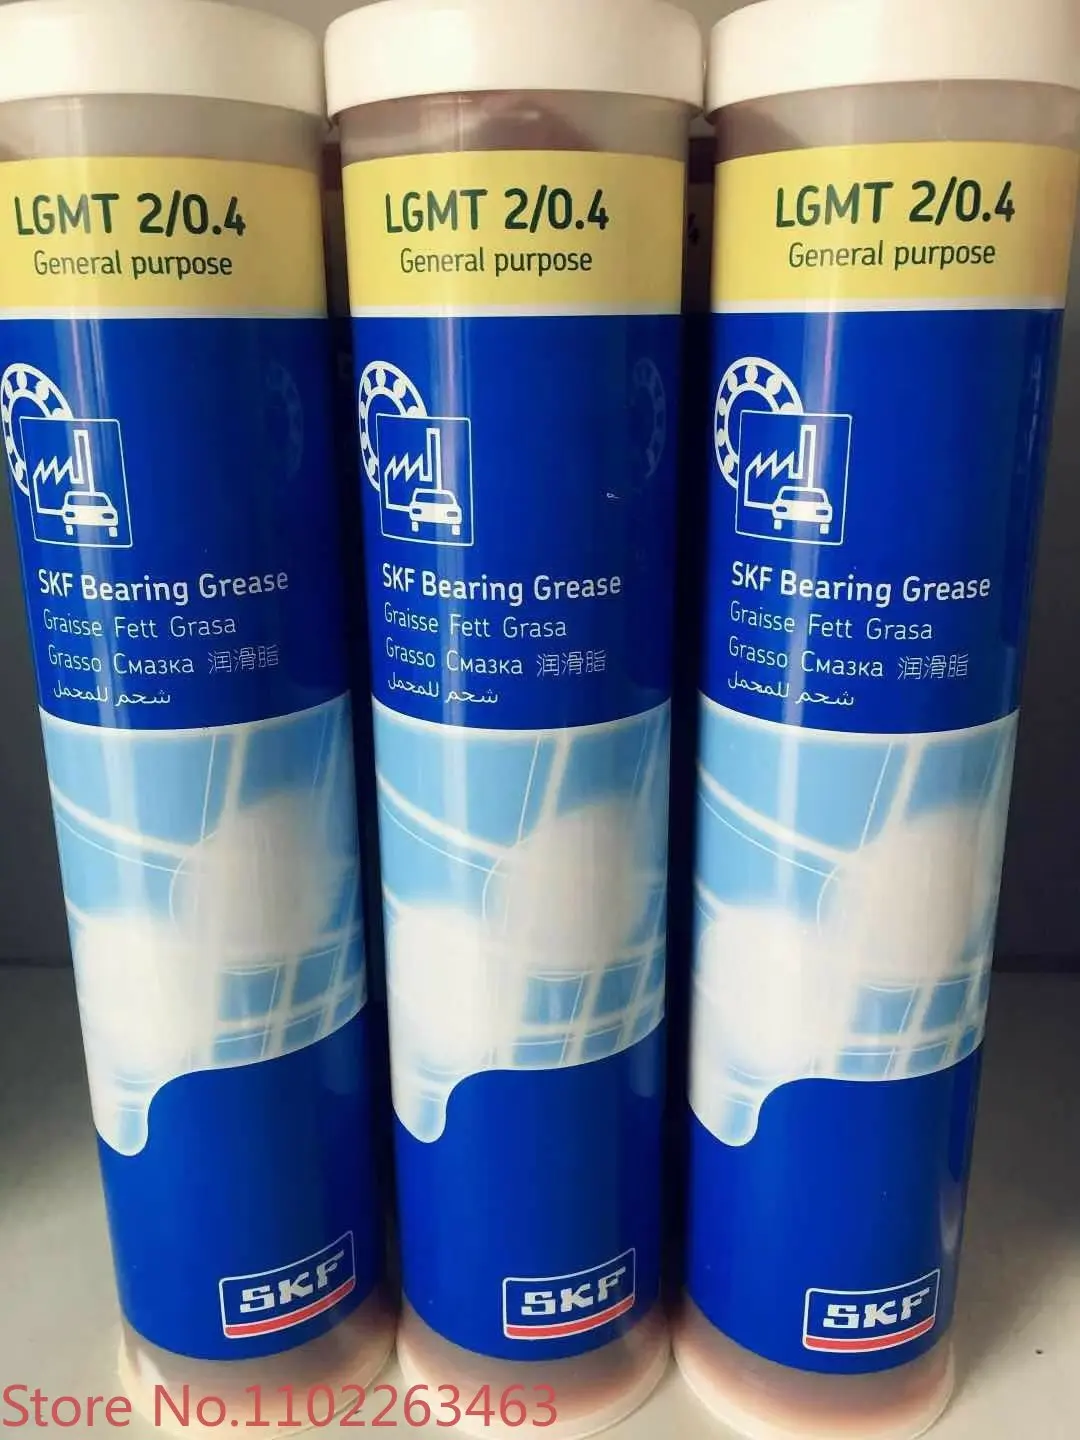 LGMT 2/0.4
General purpose
SKF Bearing Grease
Graisse Fett Grasa
Grasso Смазка 润滑脂
شحم للمحمل
SKF
LGMT 2/0.4
General purpose
SKF Bearing Grease
Graisse Fett Grasa
Grasso Смазка 润滑脂
شحم للمحمل
SKF
LGMT 2/0.4
General purpose
SKF Bearing Grease
Graisse Fett Grasa
Grasso Смазка 润滑脂
شحم للمحمل
SKF
Store No.1102263463